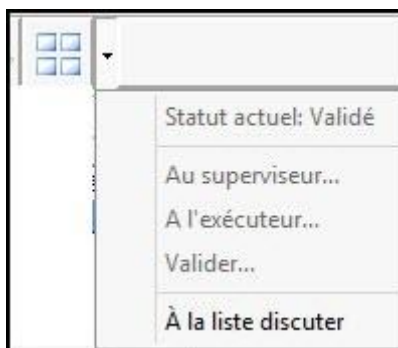 Statut actuel: Validé
Au superviseur...
A l'exécuteur...
Valider...
À la liste discuter